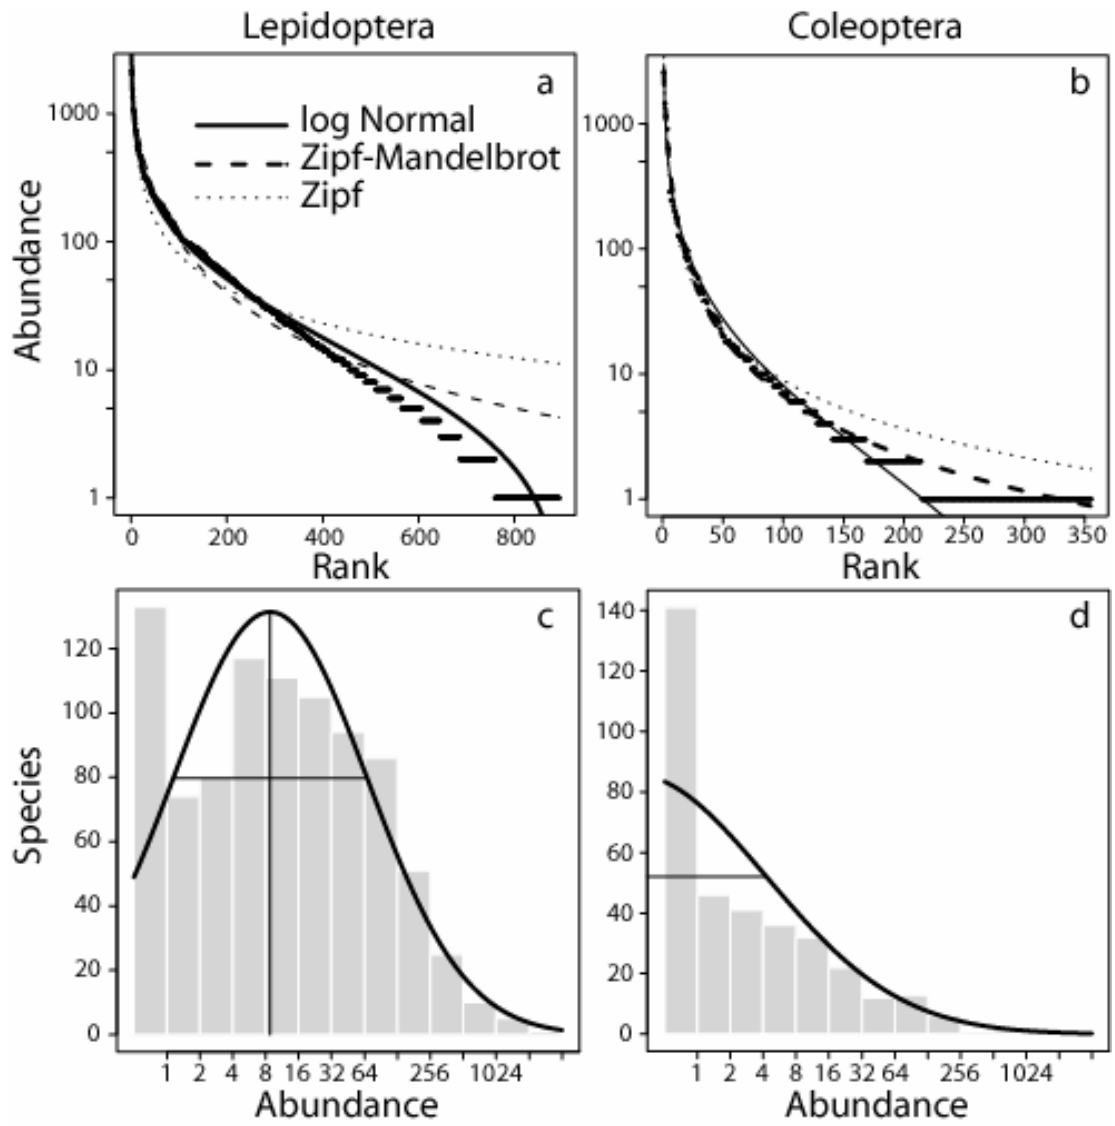 Lepidoptera
Coleoptera
a
b
log Normal
Zipf-Mandelbrot
Zipf
Abundance
1000
100
10
1
1000
100
10
1
0 200 400 600 800
0 50 100 150 200 250 300 350
Rank
Rank
c
d
Species
120
100
80
60
40
20
0
140
120
100
80
60
40
20
0
1 2 4 8 16 32 64 256 1024
1 2 4 8 16 32 64 256 1024
Abundance
Abundance